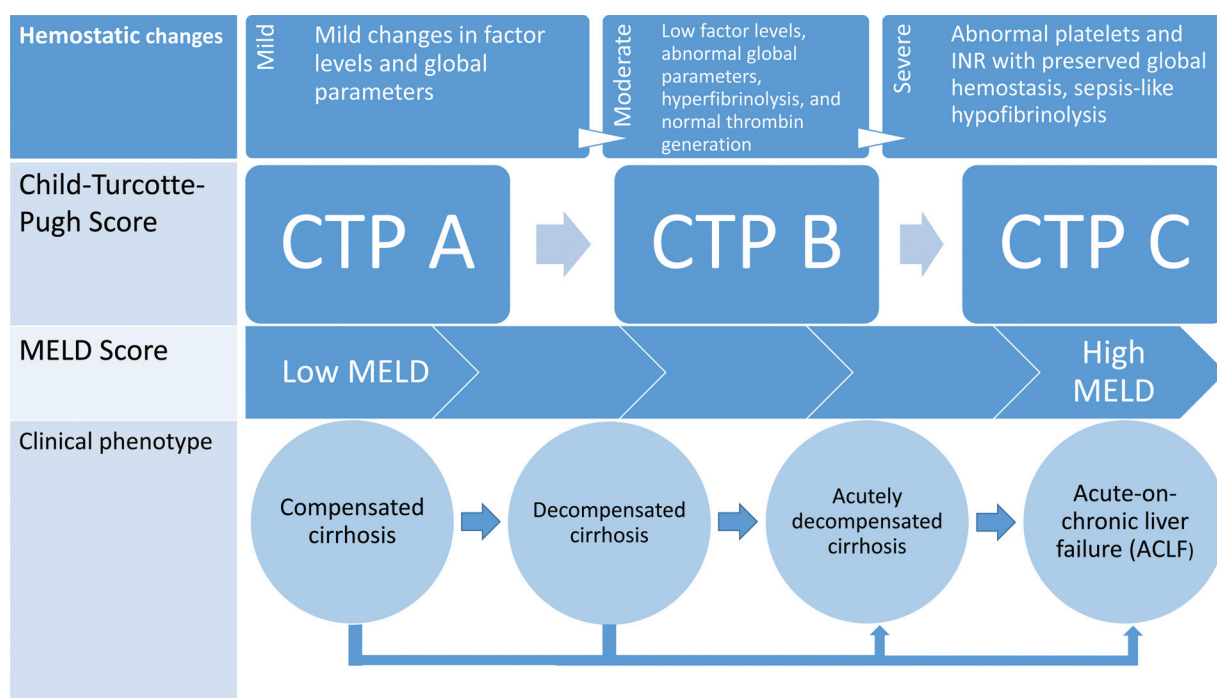 Hemostatic changes
Mild
Mild changes in factor
levels and global
parameters
Moderate
Low factor levels,
abnormal global
parameters,
hyperfibrinolysis, and
normal thrombin
generation
Severe
Abnormal platelets and
INR with preserved global
hemostasis, sepsis-like
hypofibrinolysis
Child-Turcotte-
Pugh Score
CTP A
CTP B
CTP C
MELD Score
Low MELD
High
MELD
Clinical phenotype
Compensated
cirrhosis
Decompensated
cirrhosis
Acutely
decompensated
cirrhosis
Acute-on-
chronic liver
failure (ACLF)